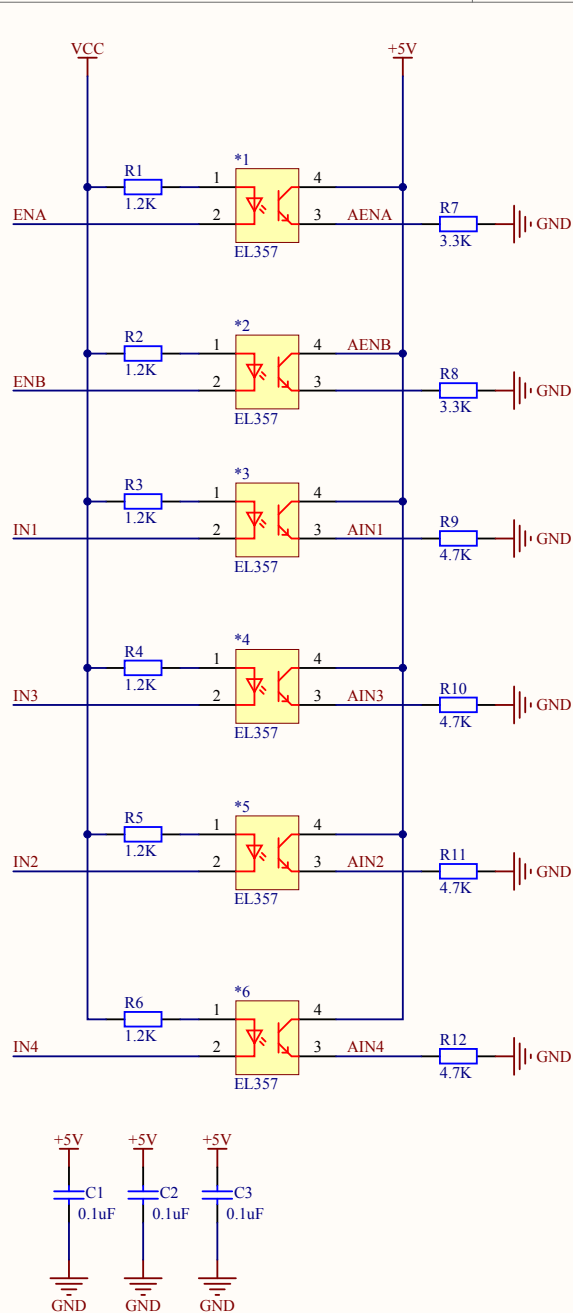 VCC +5V
*1
R1 1 4
1.2K
ENA 2 3 AENA R7 GND
3.3K
EL357
*2
R2 1 4 AENB
1.2K
ENB 2 3 R8 GND
3.3K
EL357
*3
R3 1 4
1.2K
IN1 2 3 AIN1 R9 GND
4.7K
EL357
*4
R4 1 4
1.2K
IN3 2 3 AIN3 R10 GND
4.7K
EL357
*5
R5 1 4
1.2K
IN2 2 3 AIN2 R11 GND
4.7K
EL357
*6
R6 1 4
1.2K
IN4 2 3 AIN4 R12 GND
4.7K
EL357
+5V +5V +5V
C1 C2 C3
0.1uF 0.1uF 0.1uF
GND GND GND